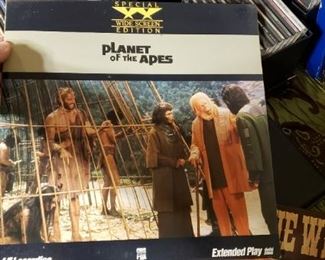 SPECIAL
WIDE SCREEN
EDITION
PLANET
OF THE APES
Extended Play